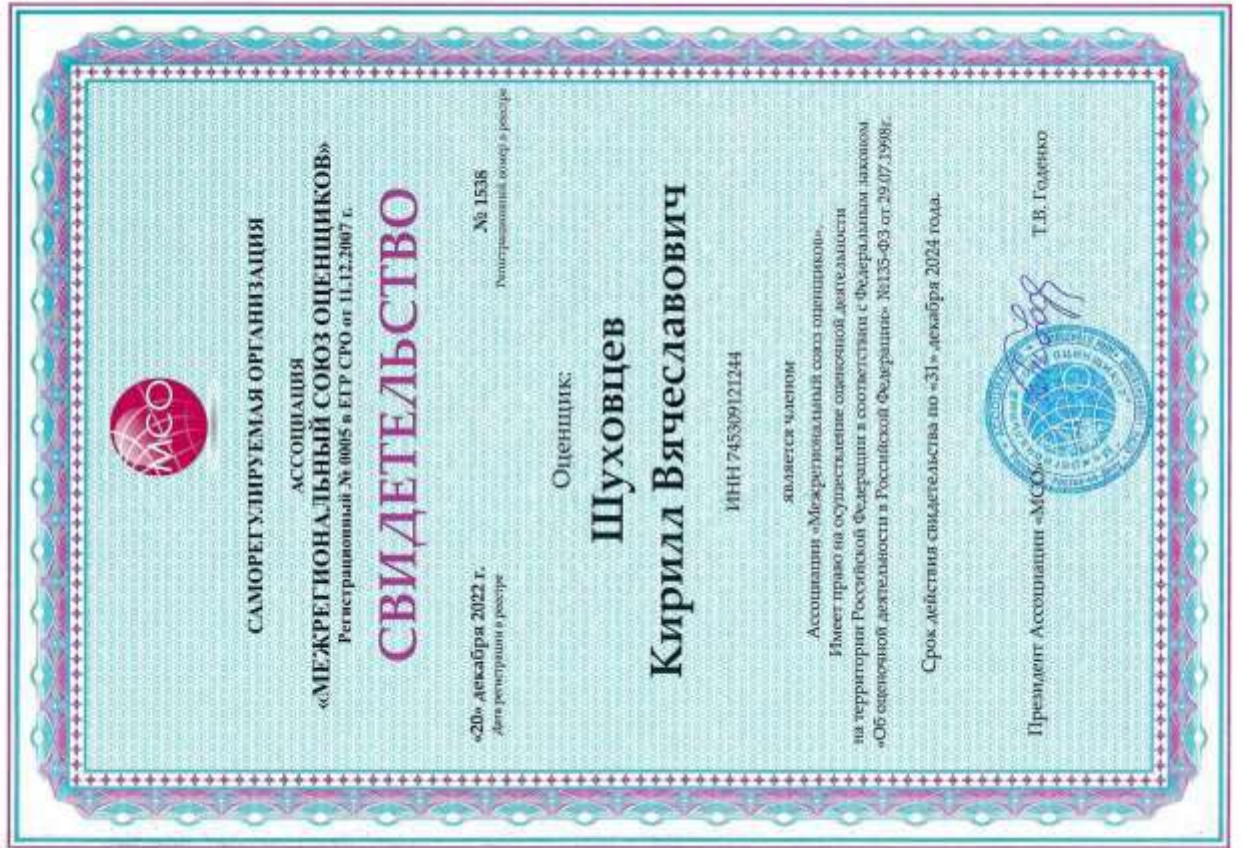 МСО
САМОРЕГУЛИРУЕМАЯ ОРГАНИЗАЦИЯ
АССОЦИАЦИЯ
«МЕЖРЕГИОНАЛЬНЫЙ СОЮЗ ОЦЕНЩИКОВ»
Регистрационный № 0005 в ЕГР СРО от 11.12.2007 г.
СВИДЕТЕЛЬСТВО
«20» декабря 2022 г. № 1538
Дата регистрации в реестре Регистрационный номер в реестре
Оценщик:
Шуховцев
Кирилл Вячеславович
ИНН 745309121244
является членом
Ассоциации «Межрегиональный союз оценщиков».
Имеет право на осуществление оценочной деятельности
на территории Российской Федерации в соответствии с Федеральным законом
«Об оценочной деятельности в Российской Федерации» №135-ФЗ от 29.07.1998г.
Срок действия свидетельства по «31» декабря 2024 года.
Президент Ассоциации «МСО» Т.В. Годенко